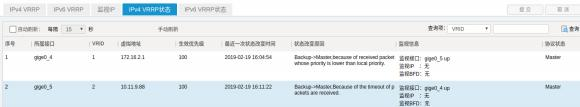 IPv4 VRRP
IPv6 VRRP
监视IP
IPv4 VRRP状态
IPv6 VRRP状态
提交
重置
自动刷新: 每隔 15 秒
手动刷新
查询项: VRID
查询
序号 所属接口 VRID 虚拟地址 生效优先级 最近一次状态改变时间 状态改变原因 监视信息 协议状态
1 gige0_4 1 172.16.2.1 100 2019-02-19 16:04:54 Backup->Master,because of received packet whose priority is lower than local priority. 监视接口: gige0_5 up Master
监视IP : 无
监视BFD: 无
2 gige0_5 2 10.11.9.88 100 2019-02-19 16:11:22 Backup->Master,Because of the timeout of packets are received. 监视接口: gige0_4 up Master
监视IP : 无
监视BFD: 无